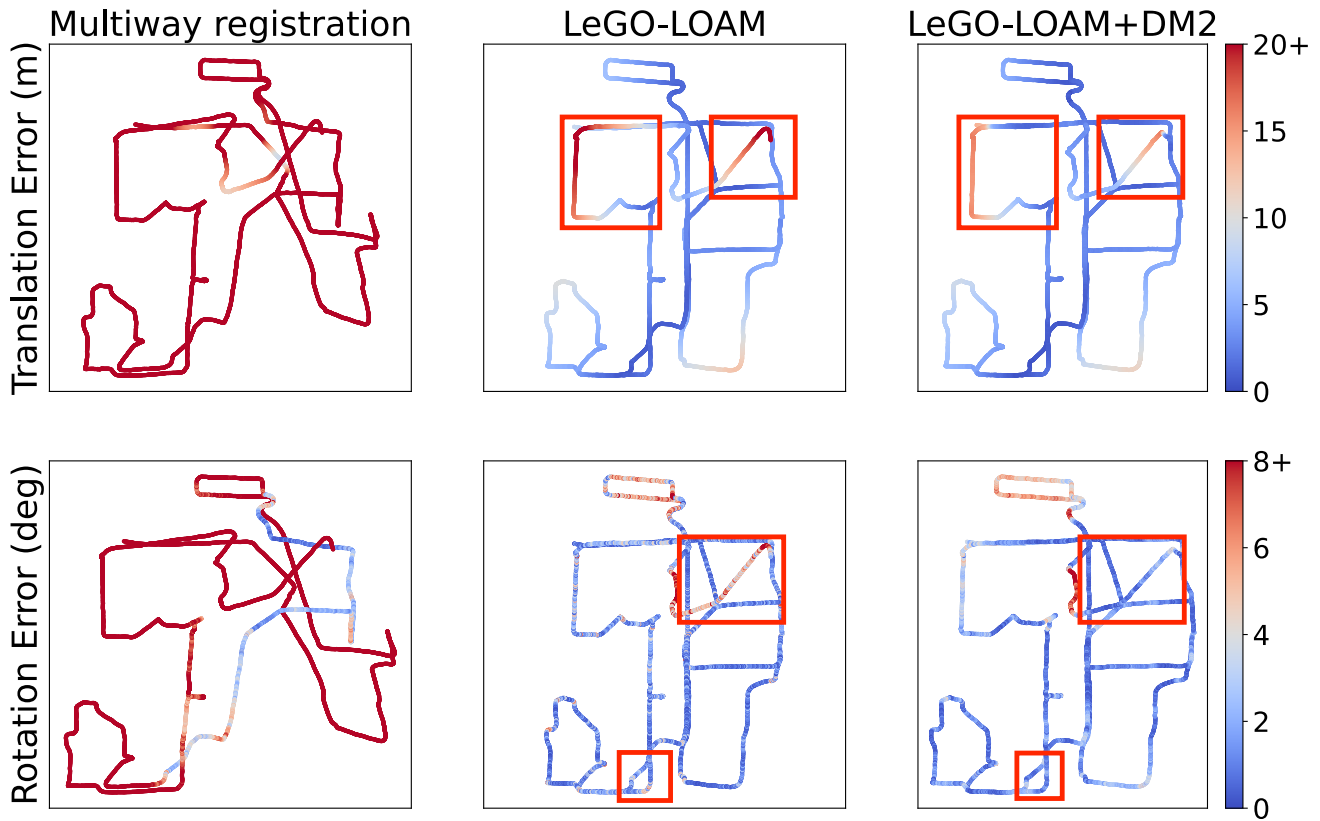 Multiway registration
LeGO-LOAM
LeGO-LOAM+DM2
Translation Error (m)
20+
15
10
5
0
Rotation Error (deg)
8+
6
4
2
0